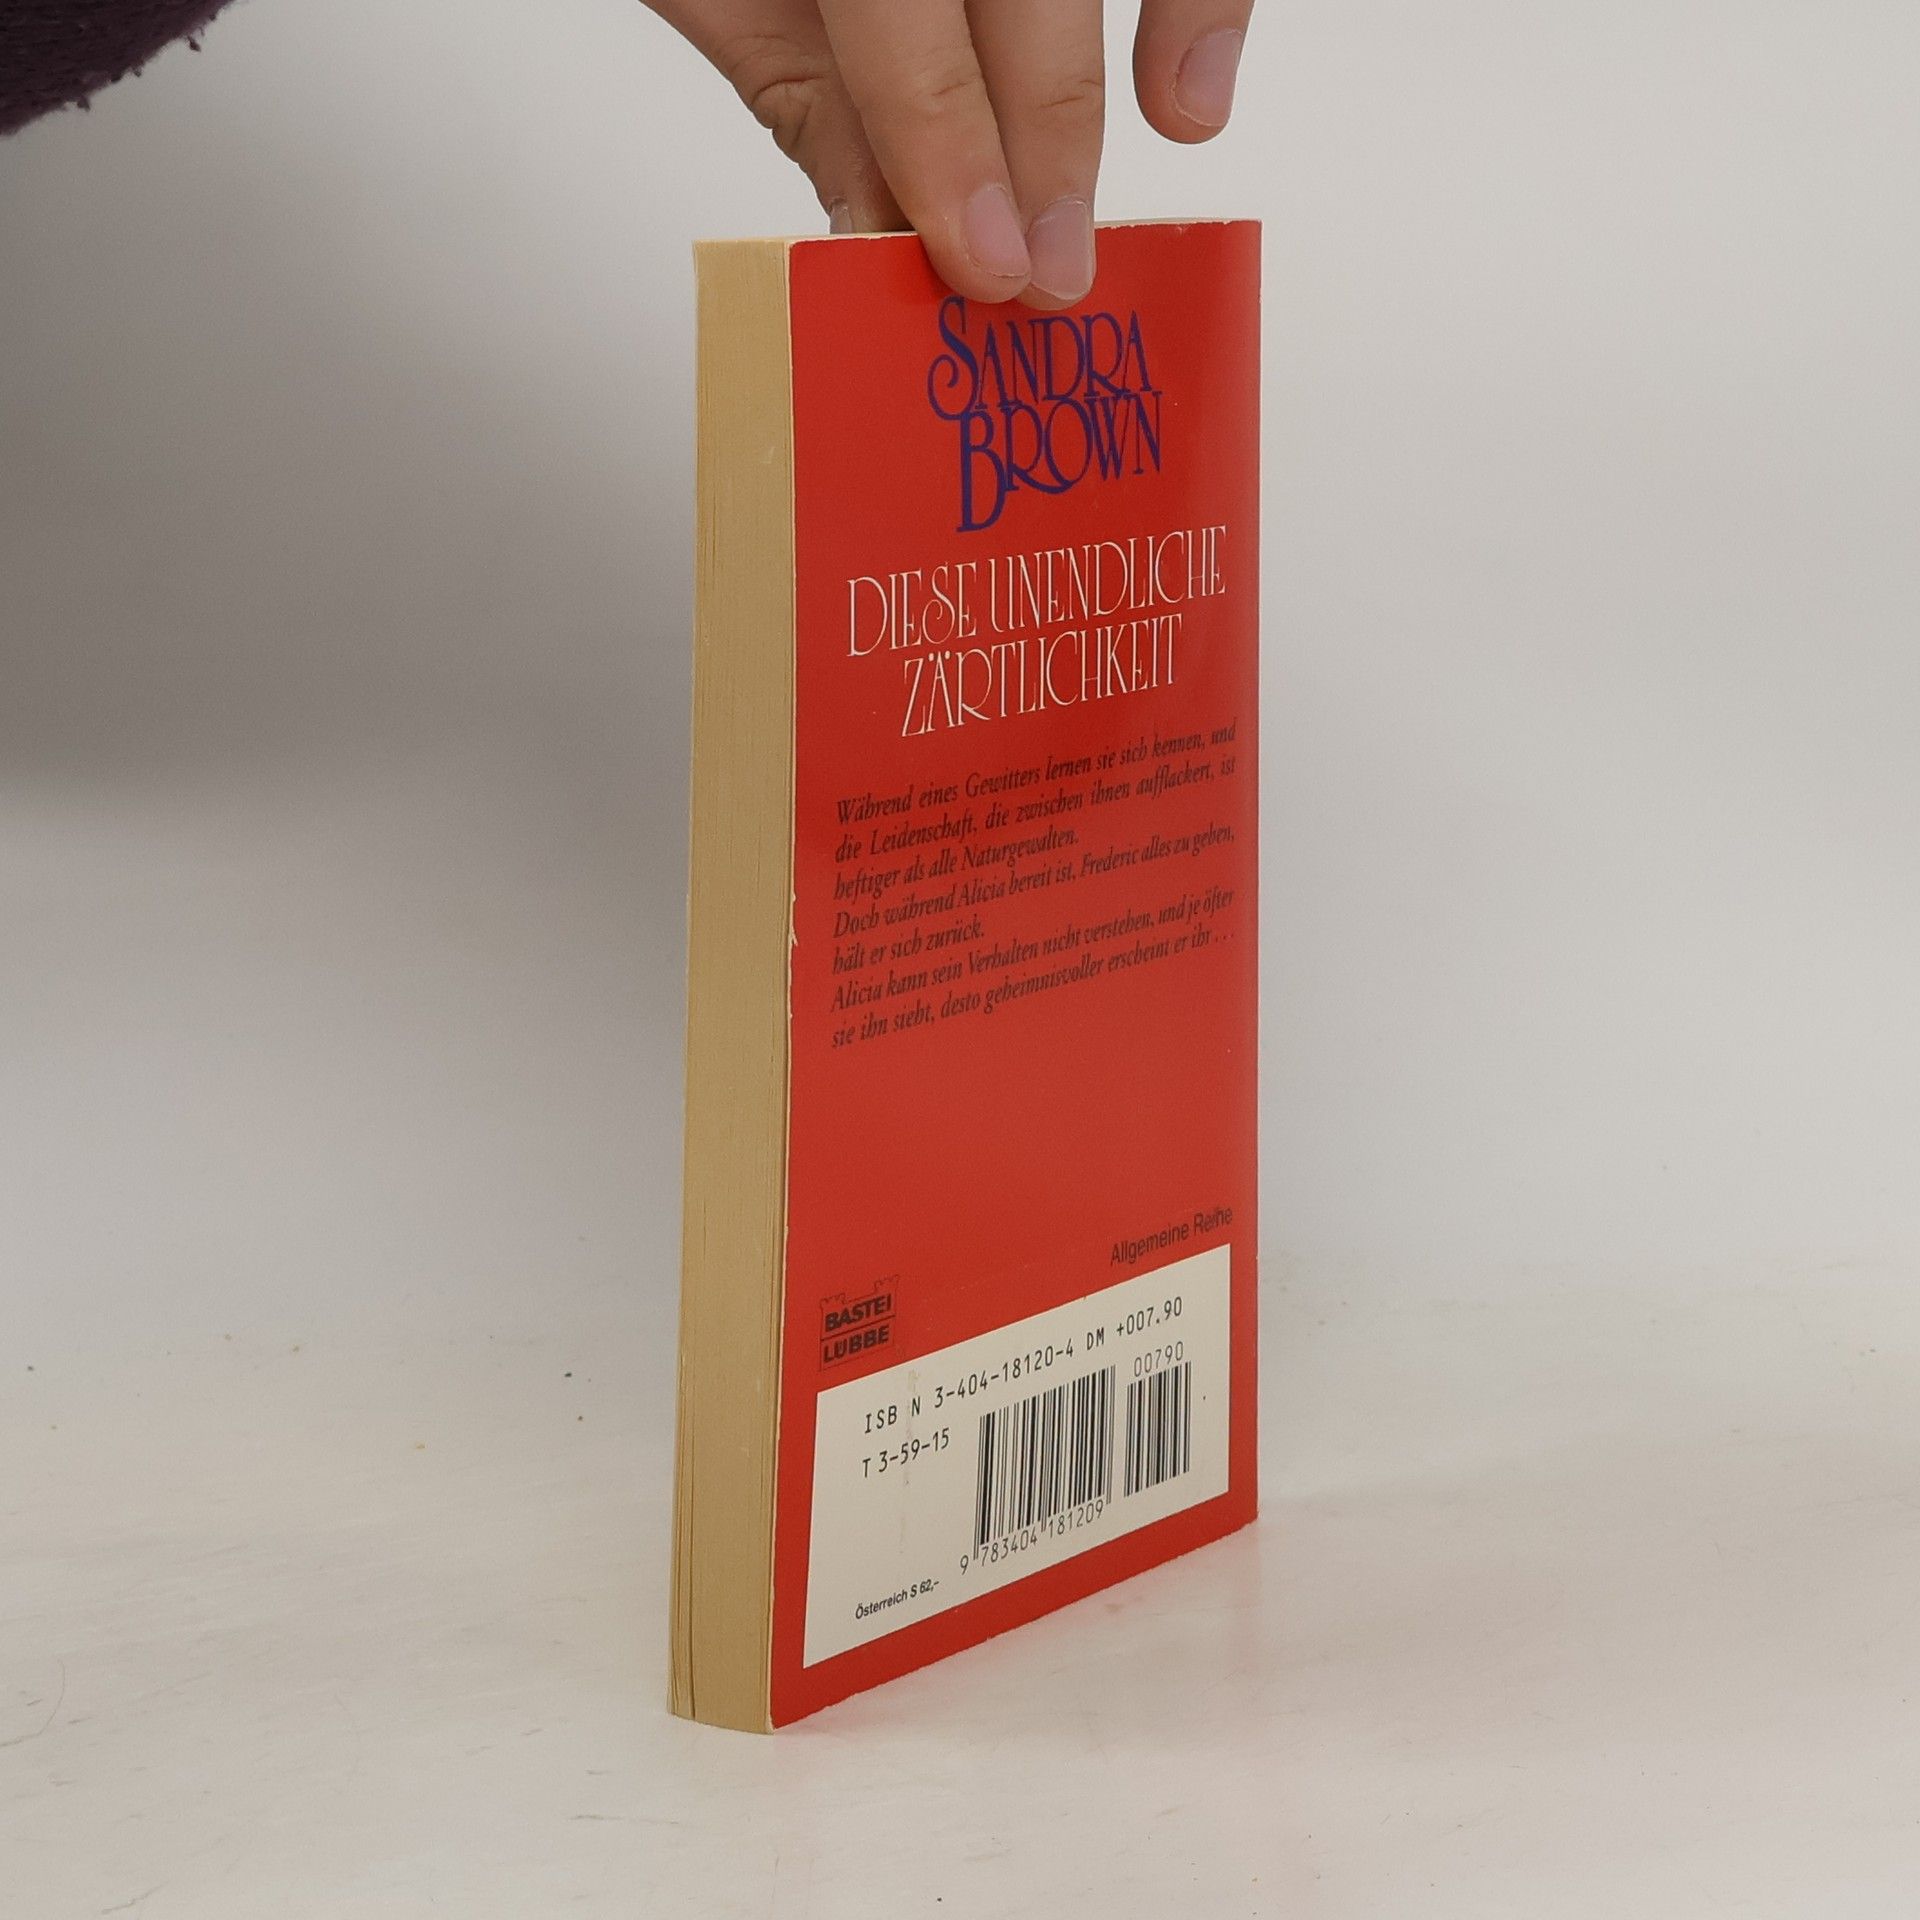 SANDRA
BROWN
DIESE UNENDLICHE
ZÄRTLICHKEIT
Während eines Gewitters lernen sie sich kennen, und
die Leidenschaft, die zwischen ihnen aufflackert, ist
heftiger als alle Naturgewalten.
Doch während Alicia bereit ist, Frederic alles zu geben,
hält er sich zurück.
Alicia kann sein Verhalten nicht verstehen, und je öfter
sie ihn sieht, desto geheimnisvoller erscheint er ihr ...
Allgemeine Reihe
BASTEI
LÜBBE
ISBN 3-404-18120-4 DM +007.90
T 3-59-15
00790
9 783404 181209
Österreich S 62,-